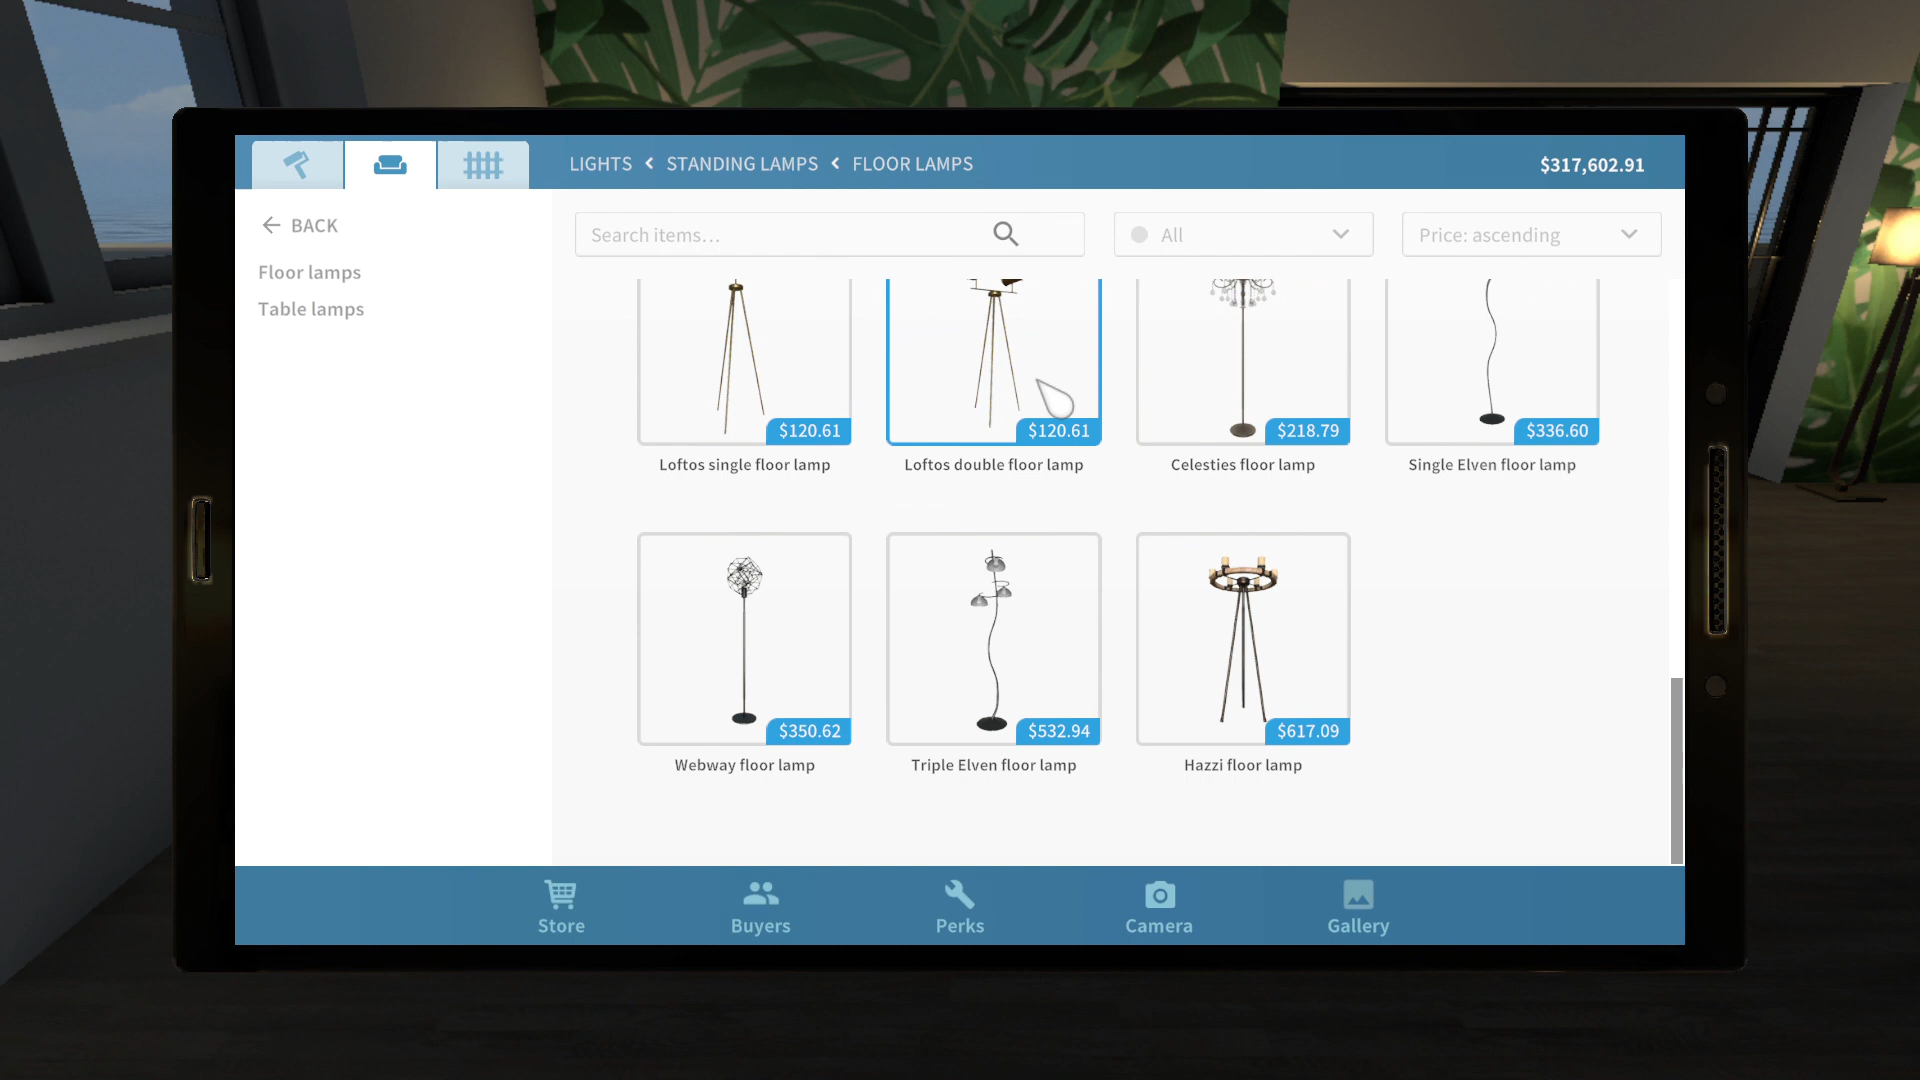 LIGHTS < STANDING LAMPS < FLOOR LAMPS
$317,602.91
BACK
Floor lamps
Table lamps
Search items...
All
Price: ascending
$120.61
$120.61
$218.79
$336.60
Loftos single floor lamp
Loftos double floor lamp
Celesties floor lamp
Single Elven floor lamp
$350.62
$532.94
$617.09
Webway floor lamp
Triple Elven floor lamp
Hazzi floor lamp
Store
Buyers
Perks
Camera
Gallery